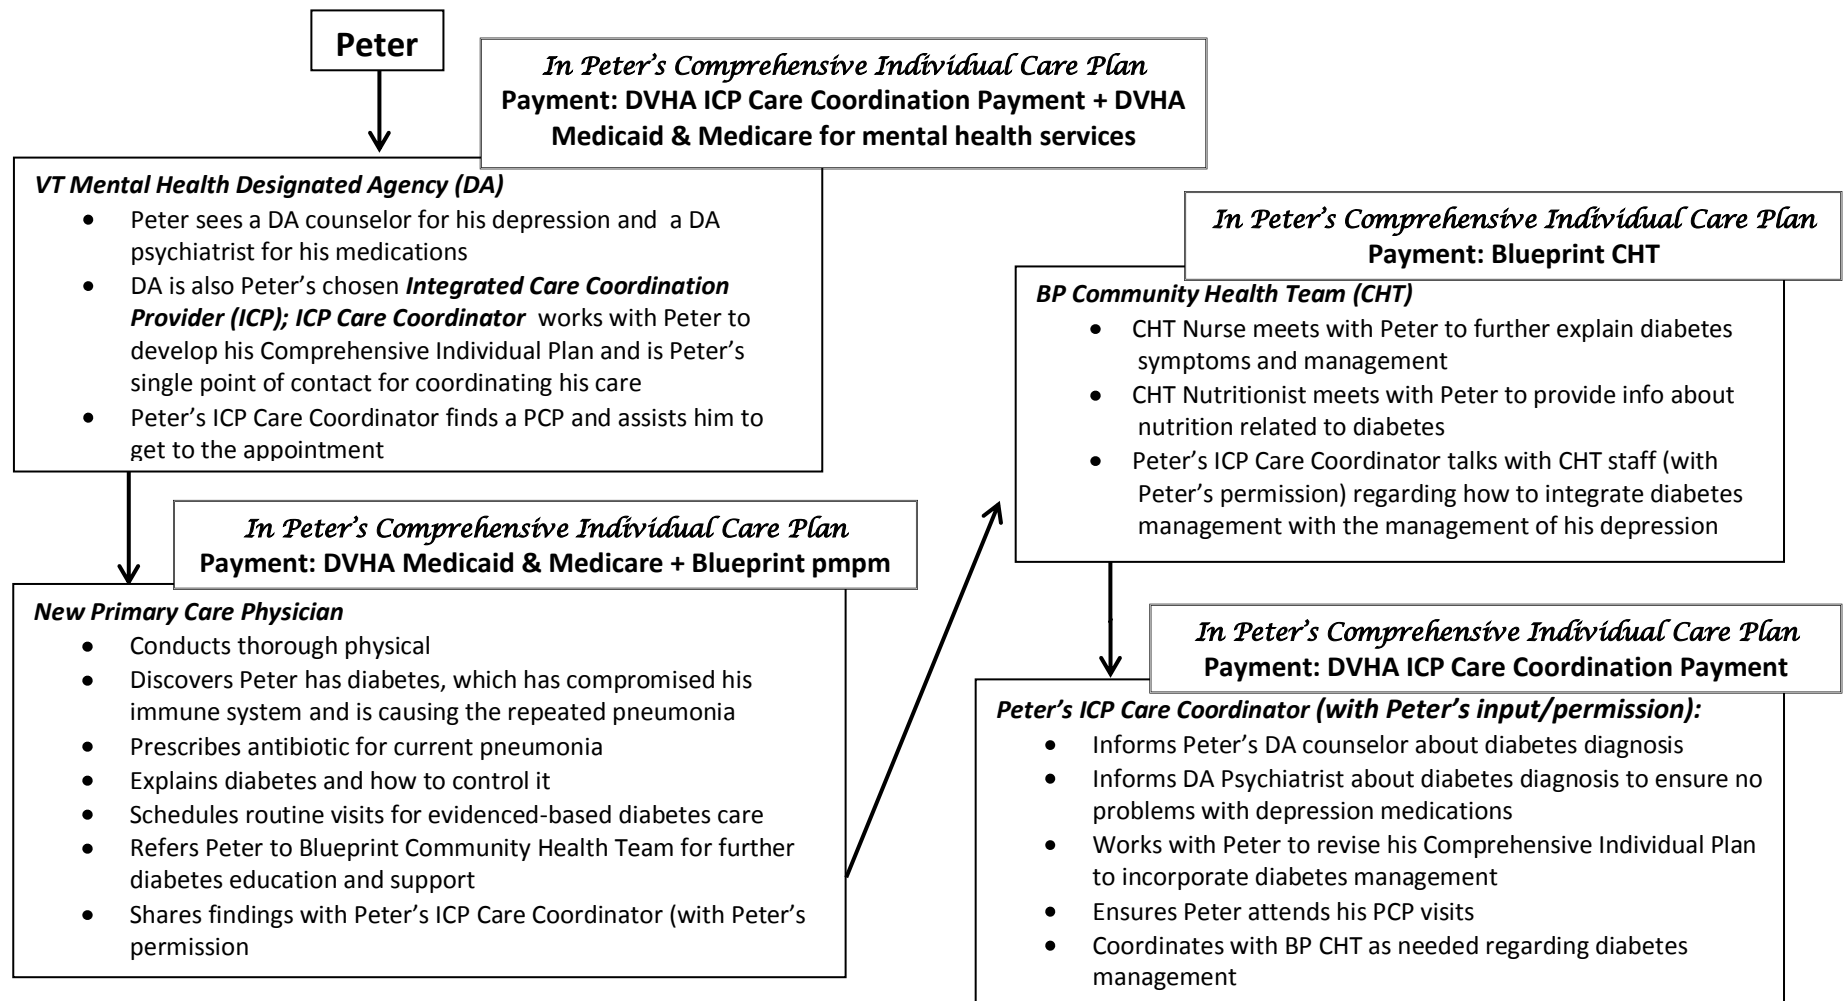 Peter
In Peter's Comprehensive Individual Care Plan
Payment: DVHA ICP Care Coordination Payment + DVHA
Medicaid & Medicare for mental health services
VT Mental Health Designated Agency (DA)
• Peter sees a DA counselor for his depression and a DA
psychiatrist for his medications
• DA is also Peter's chosen Integrated Care Coordination
Provider (ICP); ICP Care Coordinator works with Peter to
develop his Comprehensive Individual Plan and is Peter's
single point of contact for coordinating his care
• Peter's ICP Care Coordinator finds a PCP and assists him to
get to the appointment
In Peter's Comprehensive Individual Care Plan
Payment: DVHA Medicaid & Medicare + Blueprint pmpm
New Primary Care Physician
• Conducts thorough physical
• Discovers Peter has diabetes, which has compromised his
immune system and is causing the repeated pneumonia
• Prescribes antibiotic for current pneumonia
• Explains diabetes and how to control it
• Schedules routine visits for evidenced-based diabetes care
• Refers Peter to Blueprint Community Health Team for further
diabetes education and support
• Shares findings with Peter's ICP Care Coordinator (with Peter's
permission
In Peter's Comprehensive Individual Care Plan
Payment: Blueprint CHT
BP Community Health Team (CHT)
• CHT Nurse meets with Peter to further explain diabetes
symptoms and management
• CHT Nutritionist meets with Peter to provide info about
nutrition related to diabetes
• Peter's ICP Care Coordinator talks with CHT staff (with
Peter's permission) regarding how to integrate diabetes
management with the management of his depression
In Peter's Comprehensive Individual Care Plan
Payment: DVHA ICP Care Coordination Payment
Peter's ICP Care Coordinator (with Peter's input/permission):
• Informs Peter's DA counselor about diabetes diagnosis
• Informs DA Psychiatrist about diabetes diagnosis to ensure no
problems with depression medications
• Works with Peter to revise his Comprehensive Individual Plan
to incorporate diabetes management
• Ensures Peter attends his PCP visits
• Coordinates with BP CHT as needed regarding diabetes
management